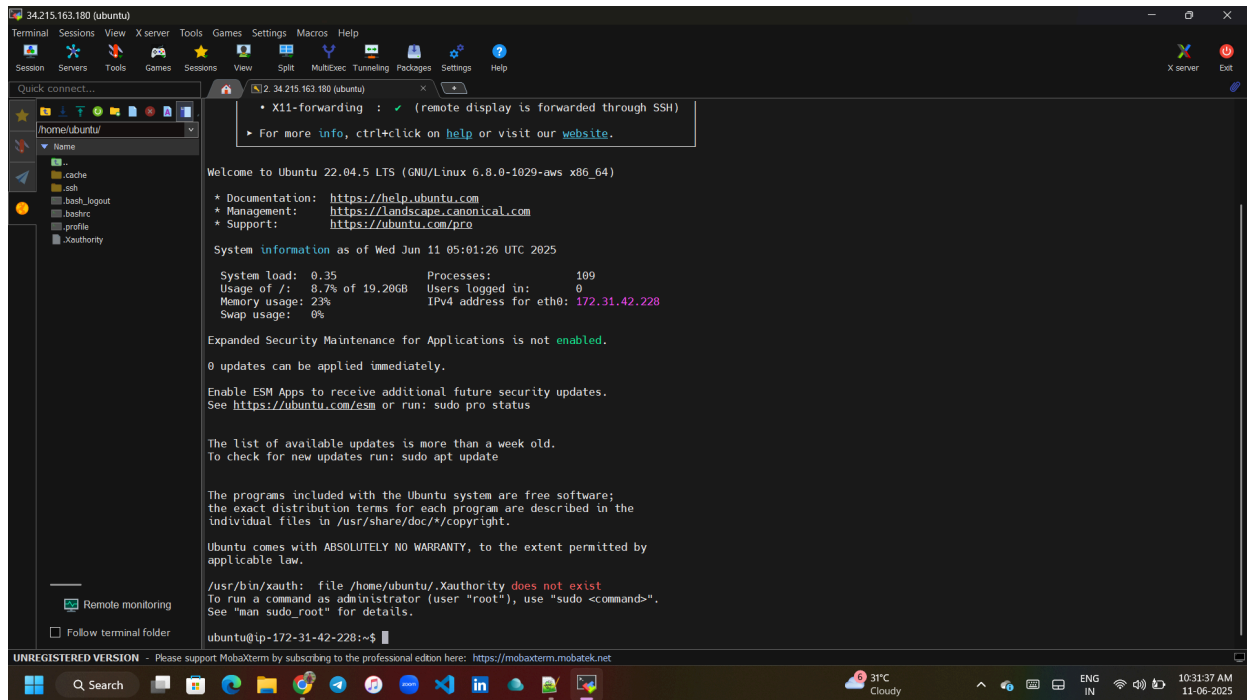 34.215.163.180 (ubuntu)
Terminal Sessions View X server Tools Games Settings Macros Help
Session Servers Tools Games Sessions View Split MultiExec Tunneling Packages Settings Help X server Exit
Quick connect...
2. 34.215.163.180 (ubuntu)
/home/ubuntu/
Name
..
.cache
.ssh
.bash_logout
.bashrc
.profile
.Xauthority
Remote monitoring
Follow terminal folder
• X11-forwarding : ✓ (remote display is forwarded through SSH)
► For more info, ctrl+click on help or visit our website.
Welcome to Ubuntu 22.04.5 LTS (GNU/Linux 6.8.0-1029-aws x86_64)
* Documentation: https://help.ubuntu.com
* Management: https://landscape.canonical.com
* Support: https://ubuntu.com/pro
System information as of Wed Jun 11 05:01:26 UTC 2025
System load: 0.35 Processes: 109
Usage of /: 8.7% of 19.20GB Users logged in: 0
Memory usage: 23% IPv4 address for eth0: 172.31.42.228
Swap usage: 0%
Expanded Security Maintenance for Applications is not enabled.
0 updates can be applied immediately.
Enable ESM Apps to receive additional future security updates.
See https://ubuntu.com/esm or run: sudo pro status
The list of available updates is more than a week old.
To check for new updates run: sudo apt update
The programs included with the Ubuntu system are free software;
the exact distribution terms for each program are described in the
individual files in /usr/share/doc/*/copyright.
Ubuntu comes with ABSOLUTELY NO WARRANTY, to the extent permitted by
applicable law.
/usr/bin/xauth: file /home/ubuntu/.Xauthority does not exist
To run a command as administrator (user "root"), use "sudo <command>".
See "man sudo_root" for details.
ubuntu@ip-172-31-42-228:~$
UNREGISTERED VERSION - Please support MobaXterm by subscribing to the professional edition here: https://mobaxterm.mobatek.net
Search
zoom
in
6
31°C
Cloudy
ENG
IN
10:31:37 AM
11-06-2025